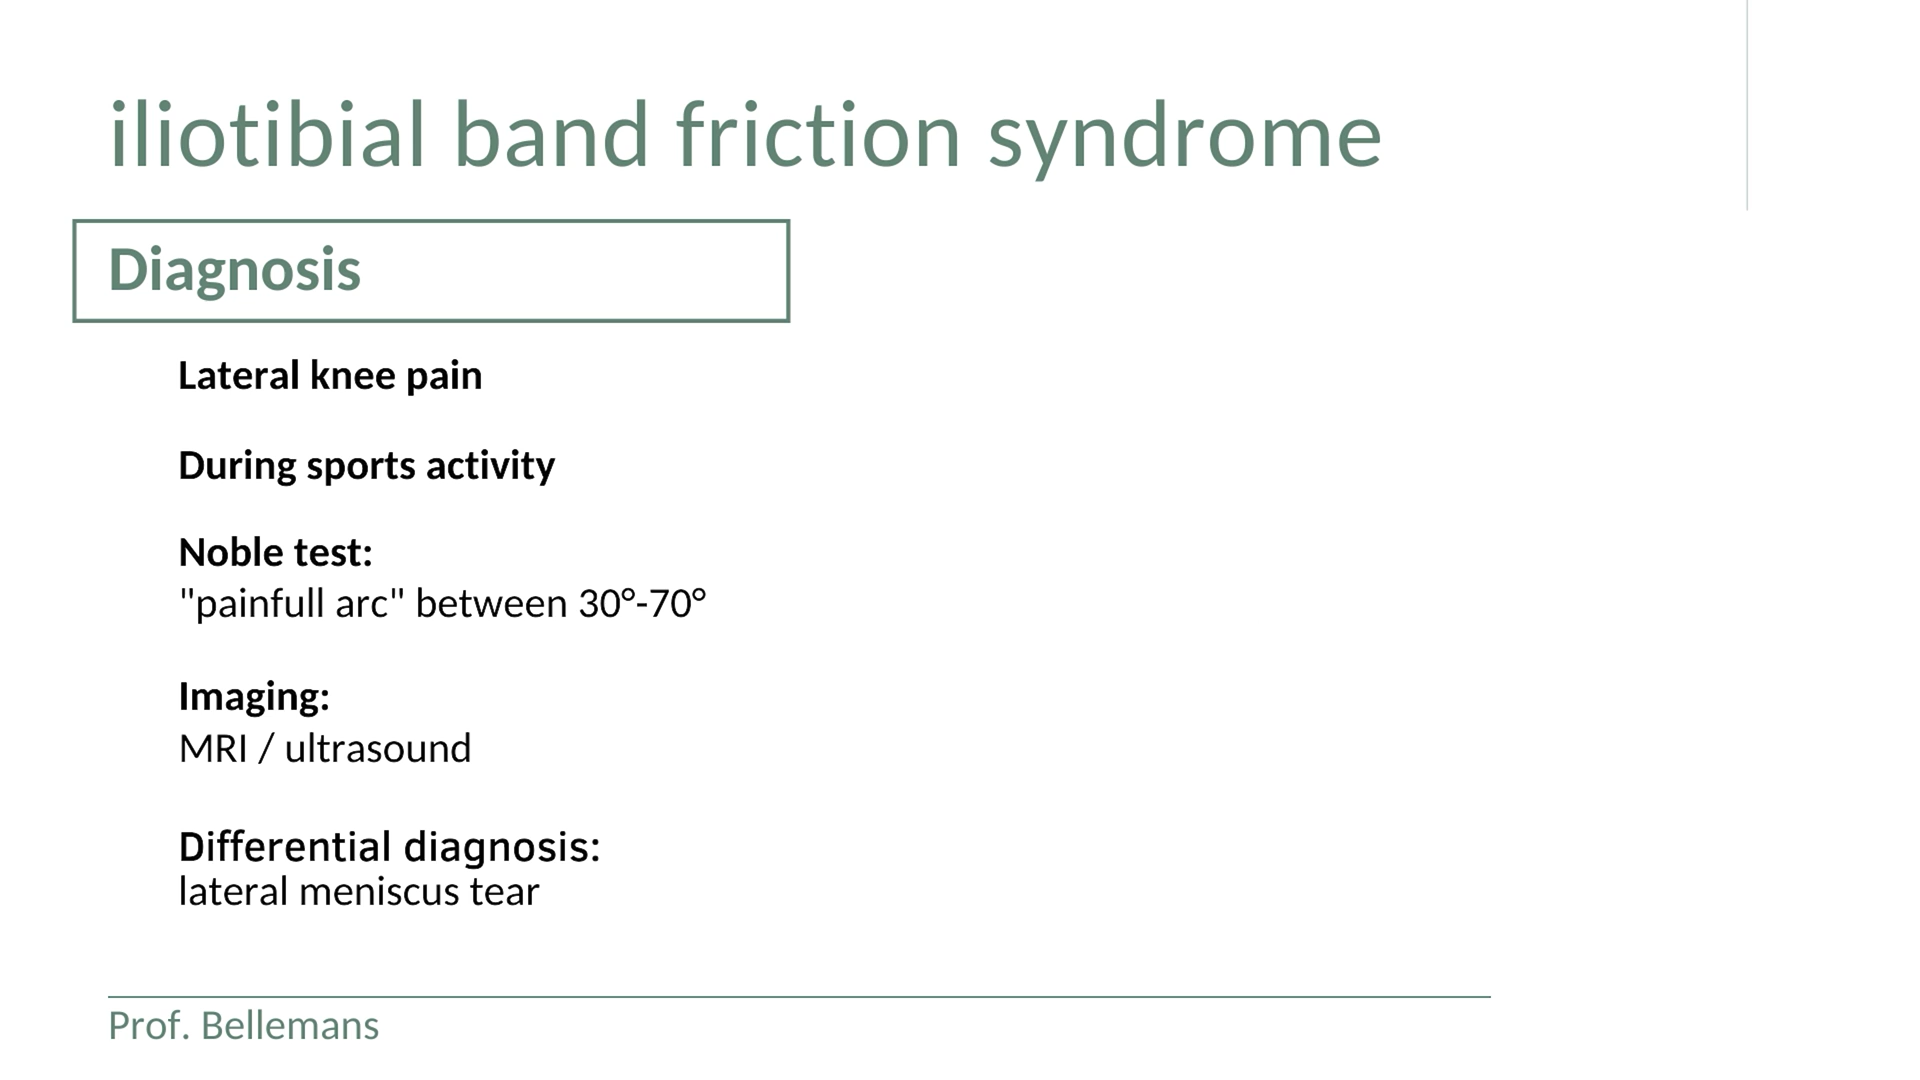 iliotibial band friction syndrome
Diagnosis
Lateral knee pain
During sports activity
Noble test:
"painfull arc" between 30°-70°
Imaging:
MRI / ultrasound
Differential diagnosis:
lateral meniscus tear
Prof. Bellemans